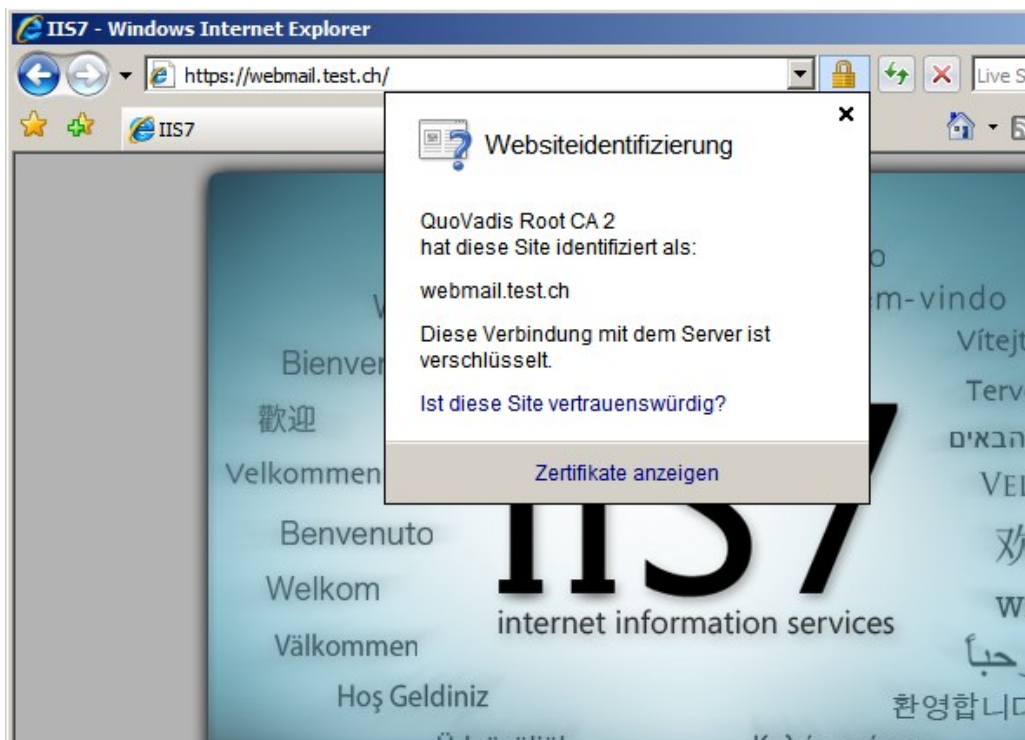 IIS7 - Windows Internet Explorer
https://webmail.test.ch/
Live S
IIS7
Websiteidentifizierung
QuoVadis Root CA 2
hat diese Site identifiziert als:
webmail.test.ch
Diese Verbindung mit dem Server ist
verschlüsselt.
Ist diese Site vertrauenswürdig?
Zertifikate anzeigen
Bienve
歡迎
Velkommen
Benvenuto
Welkom
Välkommen
Hoş Geldiniz
m-vindo
Vítejt
Terv
הבאים
VEL
欢
W
환영합니다
IIS7
internet information services